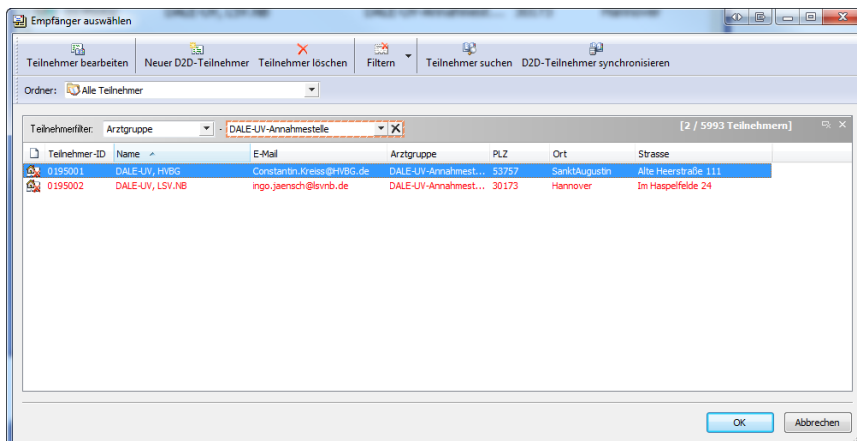 Empfänger auswählen
Teilnehmer bearbeiten Neuer D2D-Teilnehmer Teilnehmer löschen Filtern Teilnehmer suchen D2D-Teilnehmer synchronisieren
Ordner: Alle Teilnehmer
Teilnehmerfilter: Arztgruppe - DALE-UV-Annahmestelle [2 / 5993 Teilnehmern]
Teilnehmer-ID Name E-Mail Arztgruppe PLZ Ort Strasse
0195001 DALE-UV, HVBG Constantin.Kreiss@HVBG.de DALE-UV-Annahmest... 53757 SanktAugustin Alte Heerstraße 111
0195002 DALE-UV, LSV.NB ingo.jaensch@lsvnb.de DALE-UV-Annahmest... 30173 Hannover Im Haspelfelde 24
OK Abbrechen